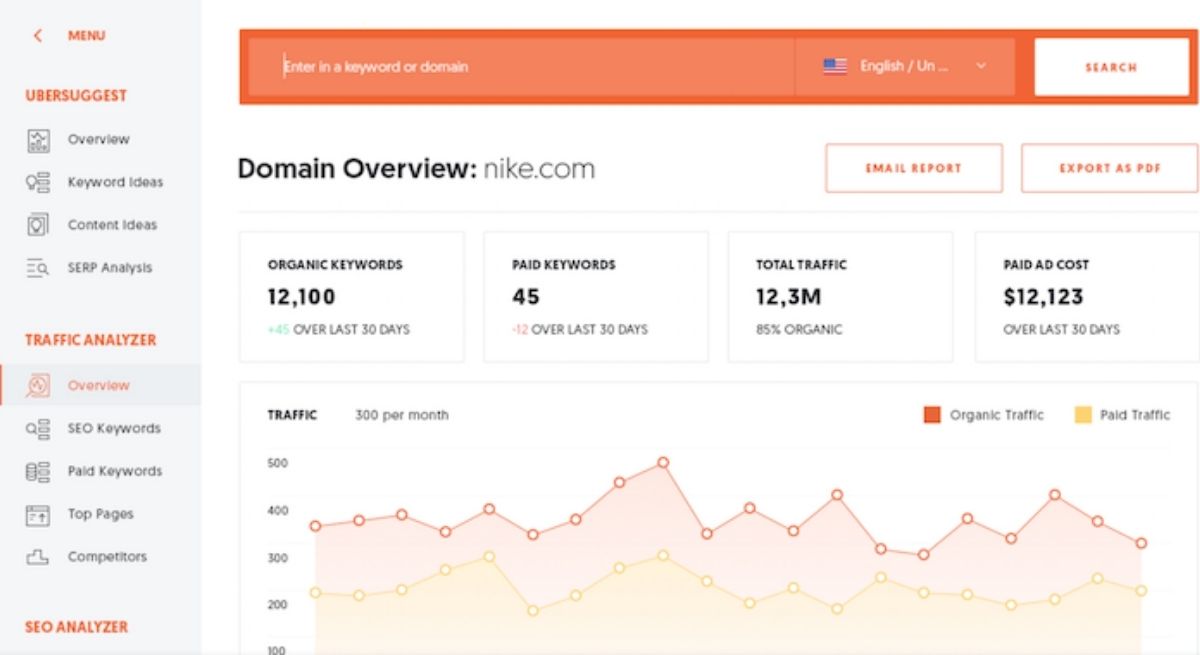 MENU
UBERSUGGEST
Overview
Keyword Ideas
Content Ideas
SERP Analysis
TRAFFIC ANALYZER
Overview
SEO Keywords
Paid Keywords
Top Pages
Competitors
SEO ANALYZER
Enter in a keyword or domain
English / Un ...
SEARCH
Domain Overview: nike.com
EMAIL REPORT
EXPORT AS PDF
ORGANIC KEYWORDS
12,100
+45 OVER LAST 30 DAYS
PAID KEYWORDS
45
-12 OVER LAST 30 DAYS
TOTAL TRAFFIC
12,3M
85% ORGANIC
PAID AD COST
$12,123
OVER LAST 30 DAYS
TRAFFIC 300 per month
Organic Traffic
Paid Traffic
500
400
300
200
100